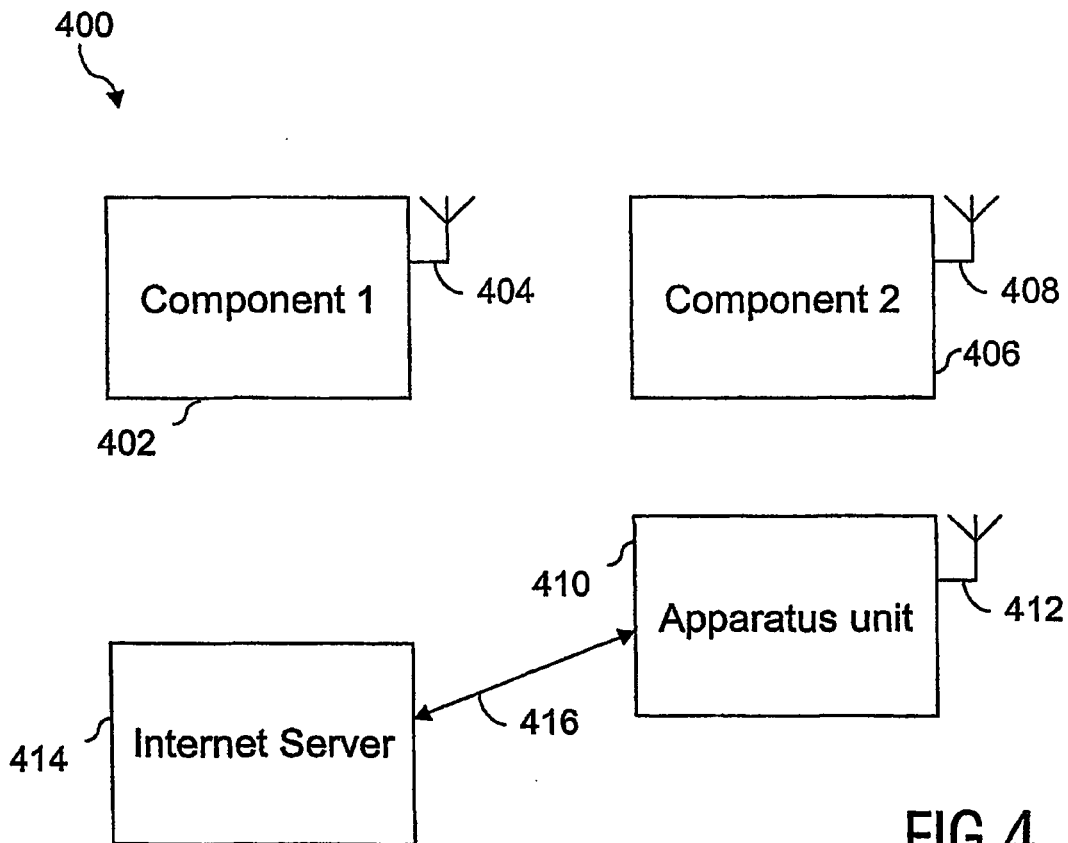 400
Component 1
404
402
Component 2
408
406
410
Apparatus unit
412
414
Internet Server
416
FIG.4